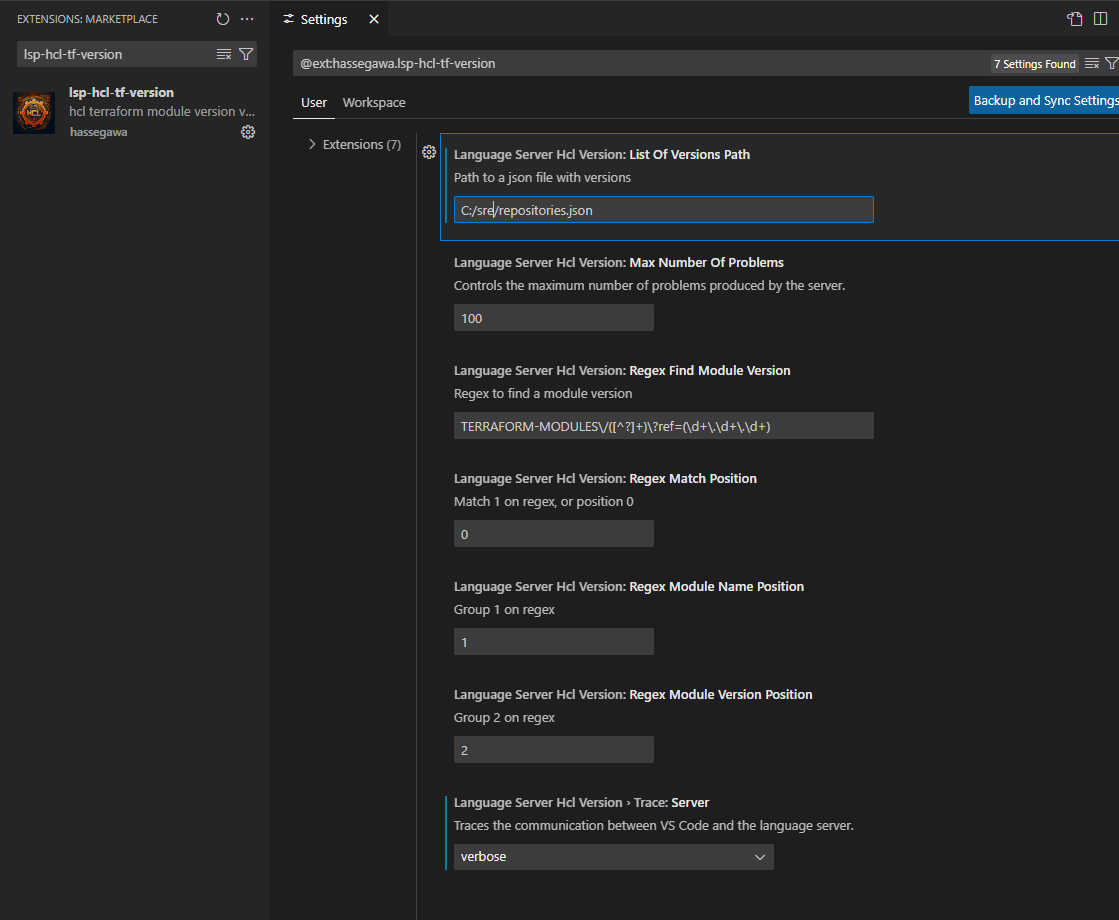 EXTENSIONS: MARKETPLACE
lsp-hcl-tf-version
HCL
lsp-hcl-tf-version
hcl terraform module version v...
hassegawa
Settings
@ext:hassegawa.lsp-hcl-tf-version
7 Settings Found
User
Workspace
Backup and Sync Settings
Extensions (7)
Language Server Hcl Version: List Of Versions Path
Path to a json file with versions
C:/sre/repositories.json
Language Server Hcl Version: Max Number Of Problems
Controls the maximum number of problems produced by the server.
100
Language Server Hcl Version: Regex Find Module Version
Regex to find a module version
TERRAFORM-MODULES\/([^?]+)\?ref=(\d+\.\d+\.\d+)
Language Server Hcl Version: Regex Match Position
Match 1 on regex, or position 0
0
Language Server Hcl Version: Regex Module Name Position
Group 1 on regex
1
Language Server Hcl Version: Regex Module Version Position
Group 2 on regex
2
Language Server Hcl Version › Trace: Server
Traces the communication between VS Code and the language server.
verbose